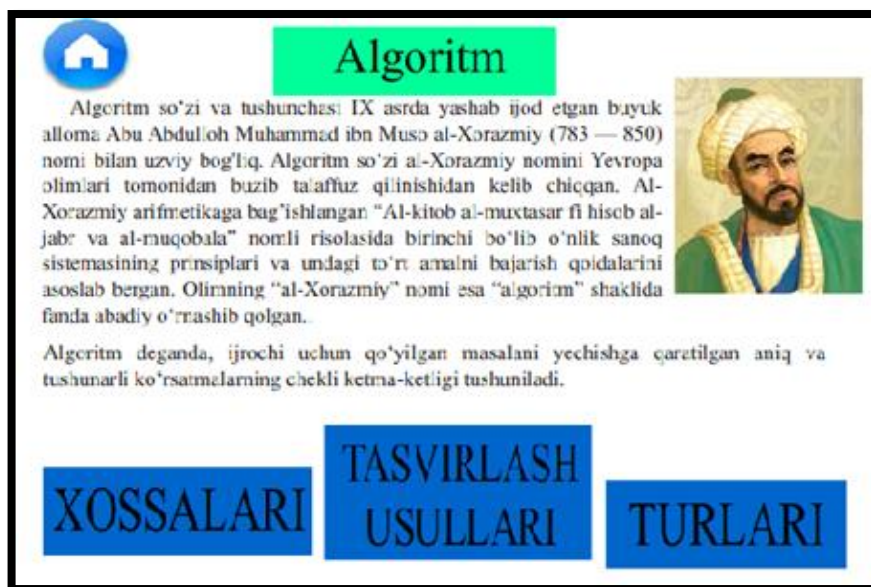 Algoritm
Algoritm so‘zi va tushunchasi IX asrda yashab ijod etgan buyuk
alloma Abu Abdulloh Muhammad ibn Muso al-Xorazmiy (783 — 850)
nomi bilan uzviy bog'liq. Algoritm so‘zi al-Xorazmiy nomini Yevropa
olimlari tomonidan buzib talaffuz qilinishidan kelib chiqqan. Al-
Xorazmiy arifmetikaga bag’ishlangan “Al-kitob al-muxtasar fi hisob al-
jabr va al-muqobala” nomli risolasida birinchi bo‘lib o‘nlik sanoq
sistemasining prinsiplari va undagi to‘rt amalni bajarish qoidalarini
asoslab bergan. Olimning “al-Xorazmiy” nomi esa “algoritm” shaklida
fanda abadiy o‘rnashib qolgan.
Algoritm deganda, ijrochi uchun qo‘yilgan masalani yechishga qaratilgan aniq va
tushunarli ko‘rsatmalarning chekli ketma-ketligi tushuniladi.
XOSSALARI
TASVIRLASH
USULLARI
TURLARI